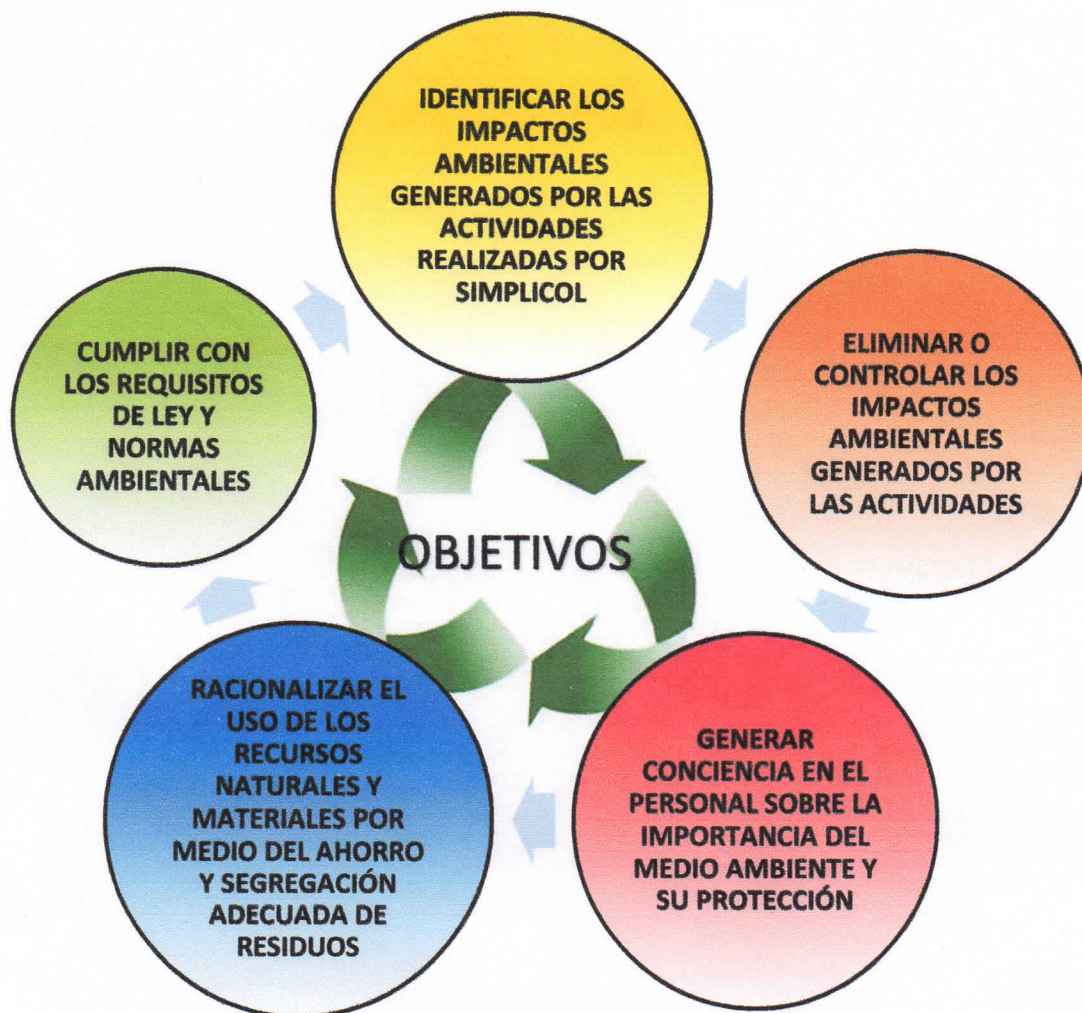 IDENTIFICAR LOS
IMPACTOS
AMBIENTALES
GENERADOS POR LAS
ACTIVIDADES
REALIZADAS POR
SIMPLICOL
ELIMINAR O
CONTROLAR LOS
IMPACTOS
AMBIENTALES
GENERADOS POR
LAS ACTIVIDADES
GENERAR
CONCIENCIA EN EL
PERSONAL SOBRE LA
IMPORTANCIA DEL
MEDIO AMBIENTE Y
SU PROTECCIÓN
RACIONALIZAR EL
USO DE LOS
RECURSOS
NATURALES Y
MATERIALES POR
MEDIO DEL AHORRO
Y SEGREGACIÓN
ADECUADA DE
RESIDUOS
CUMPLIR CON
LOS REQUISITOS
DE LEY Y
NORMAS
AMBIENTALES
OBJETIVOS